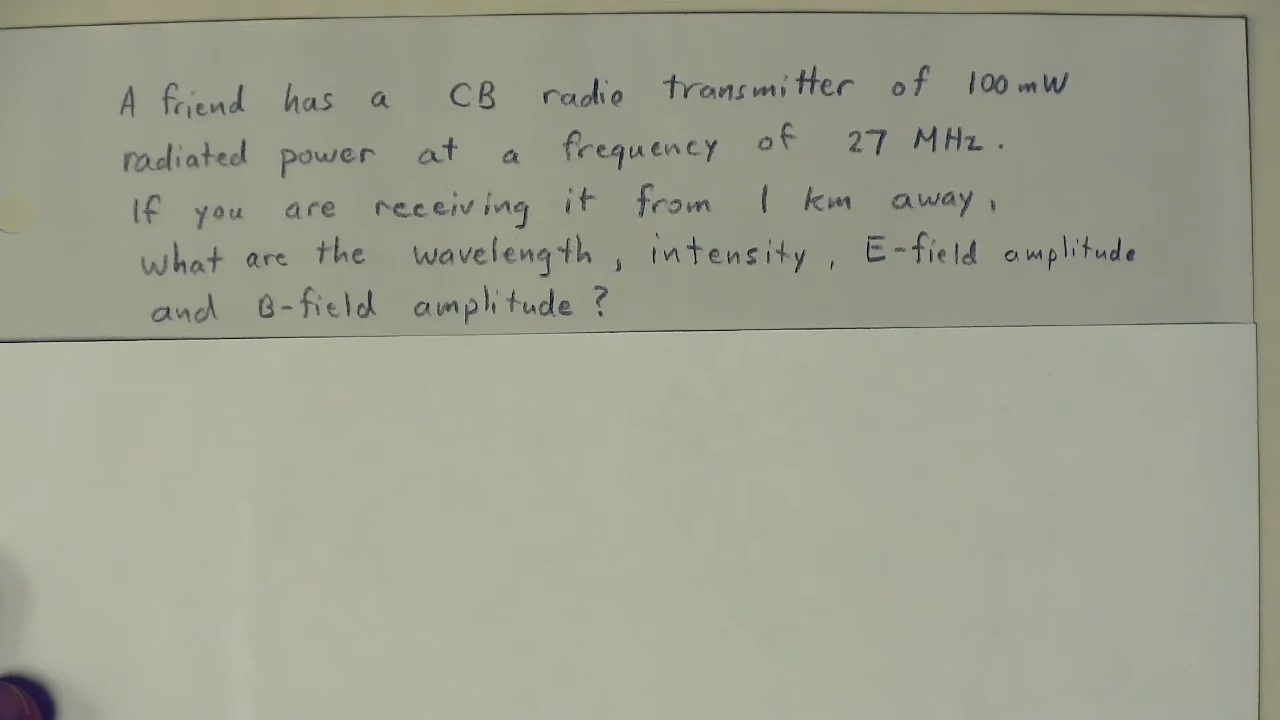 A friend has a CB radio transmitter of 100 mW
radiated power at a frequency of 27 MHz.
If you are receiving it from 1 km away,
what are the wavelength, intensity, E-field amplitude
and B-field amplitude?